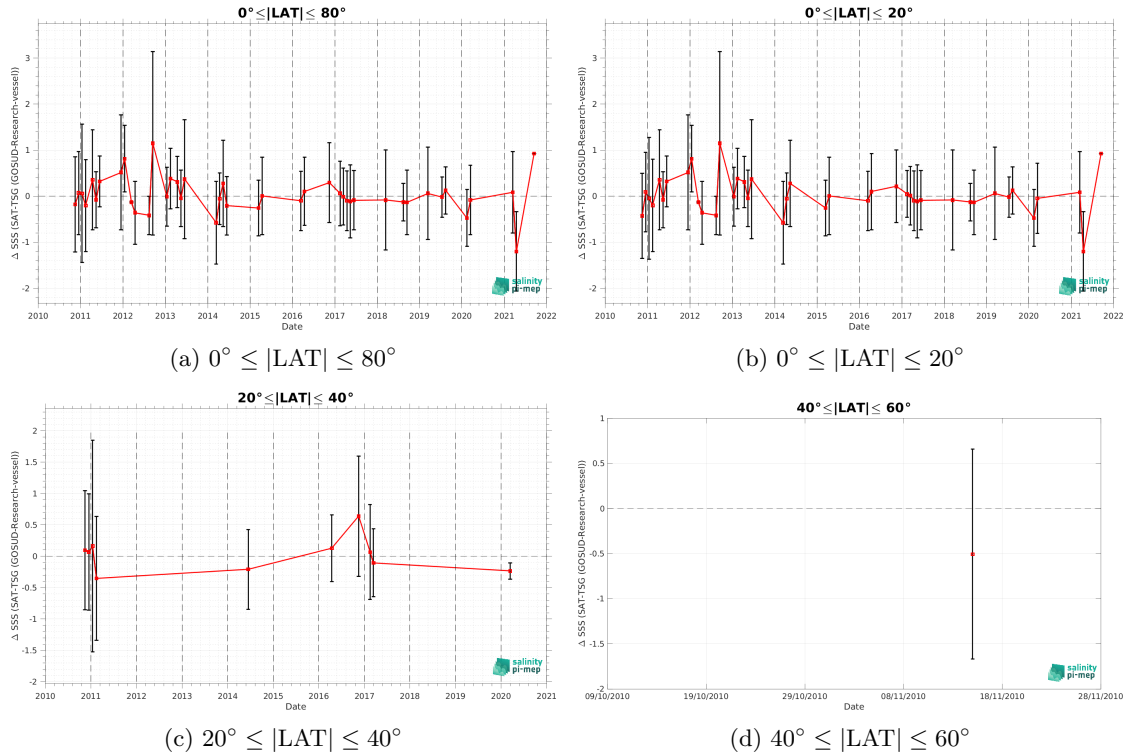 0°≤|LAT|≤ 80°
Δ SSS (SAT-TSG (GOSUD-Research-vessel))
3
2
1
0
-1
-2
2010 2011 2012 2013 2014 2015 2016 2017 2018 2019 2020 2021 2022
Date
salinity
pi-mep
(a) 0° ≤ |LAT| ≤ 80°
0°≤|LAT|≤ 20°
Δ SSS (SAT-TSG (GOSUD-Research-vessel))
3
2
1
0
-1
-2
2010 2011 2012 2013 2014 2015 2016 2017 2018 2019 2020 2021 2022
Date
salinity
pi-mep
(b) 0° ≤ |LAT| ≤ 20°
20°≤|LAT|≤ 40°
Δ SSS (SAT-TSG (GOSUD-Research-vessel))
2
1.5
1
0.5
0
-0.5
-1
-1.5
-2
2010 2011 2012 2013 2014 2015 2016 2017 2018 2019 2020 2021
Date
salinity
pi-mep
(c) 20° ≤ |LAT| ≤ 40°
40°≤|LAT|≤ 60°
Δ SSS (SAT-TSG (GOSUD-Research-vessel))
1
0.5
0
-0.5
-1
-1.5
-2
09/10/2010 19/10/2010 29/10/2010 08/11/2010 18/11/2010 28/11/2010
Date
salinity
pi-mep
(d) 40° ≤ |LAT| ≤ 60°